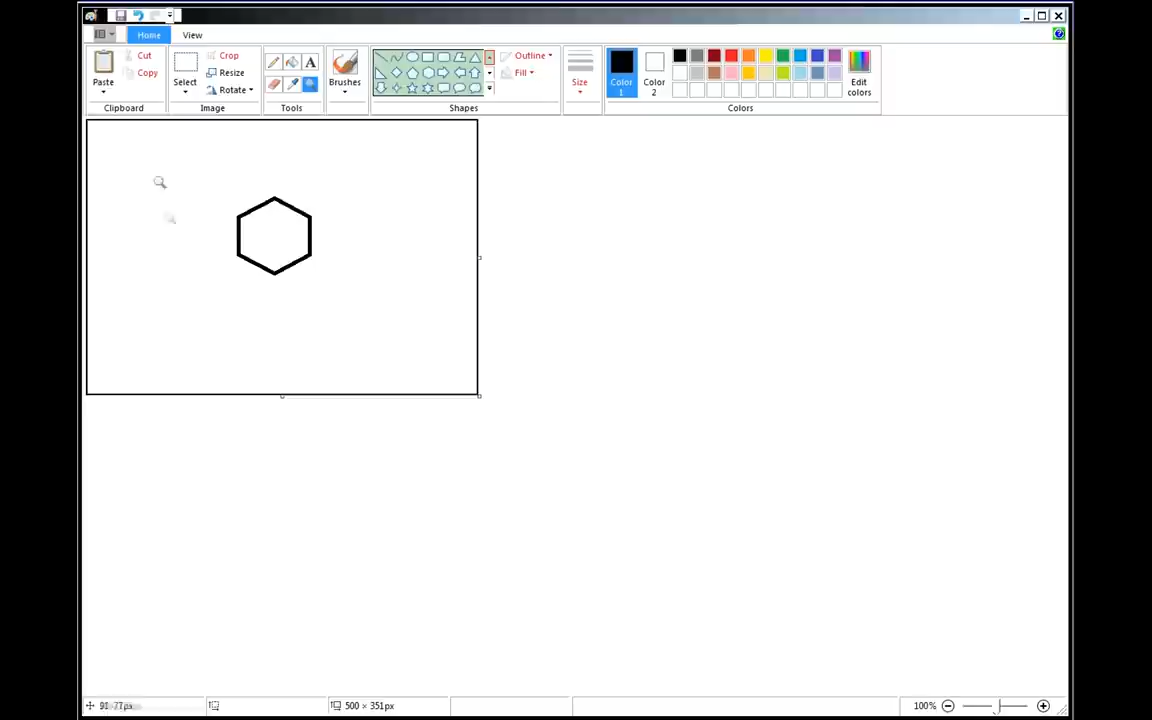 Home View
Paste
Cut
Copy
Clipboard
Select
Crop
Resize
Rotate
Image
A
Tools
Brushes
Outline
Fill
Shapes
Size
Color
1
Color
2
Edit
colors
Colors
500 × 351px
100%